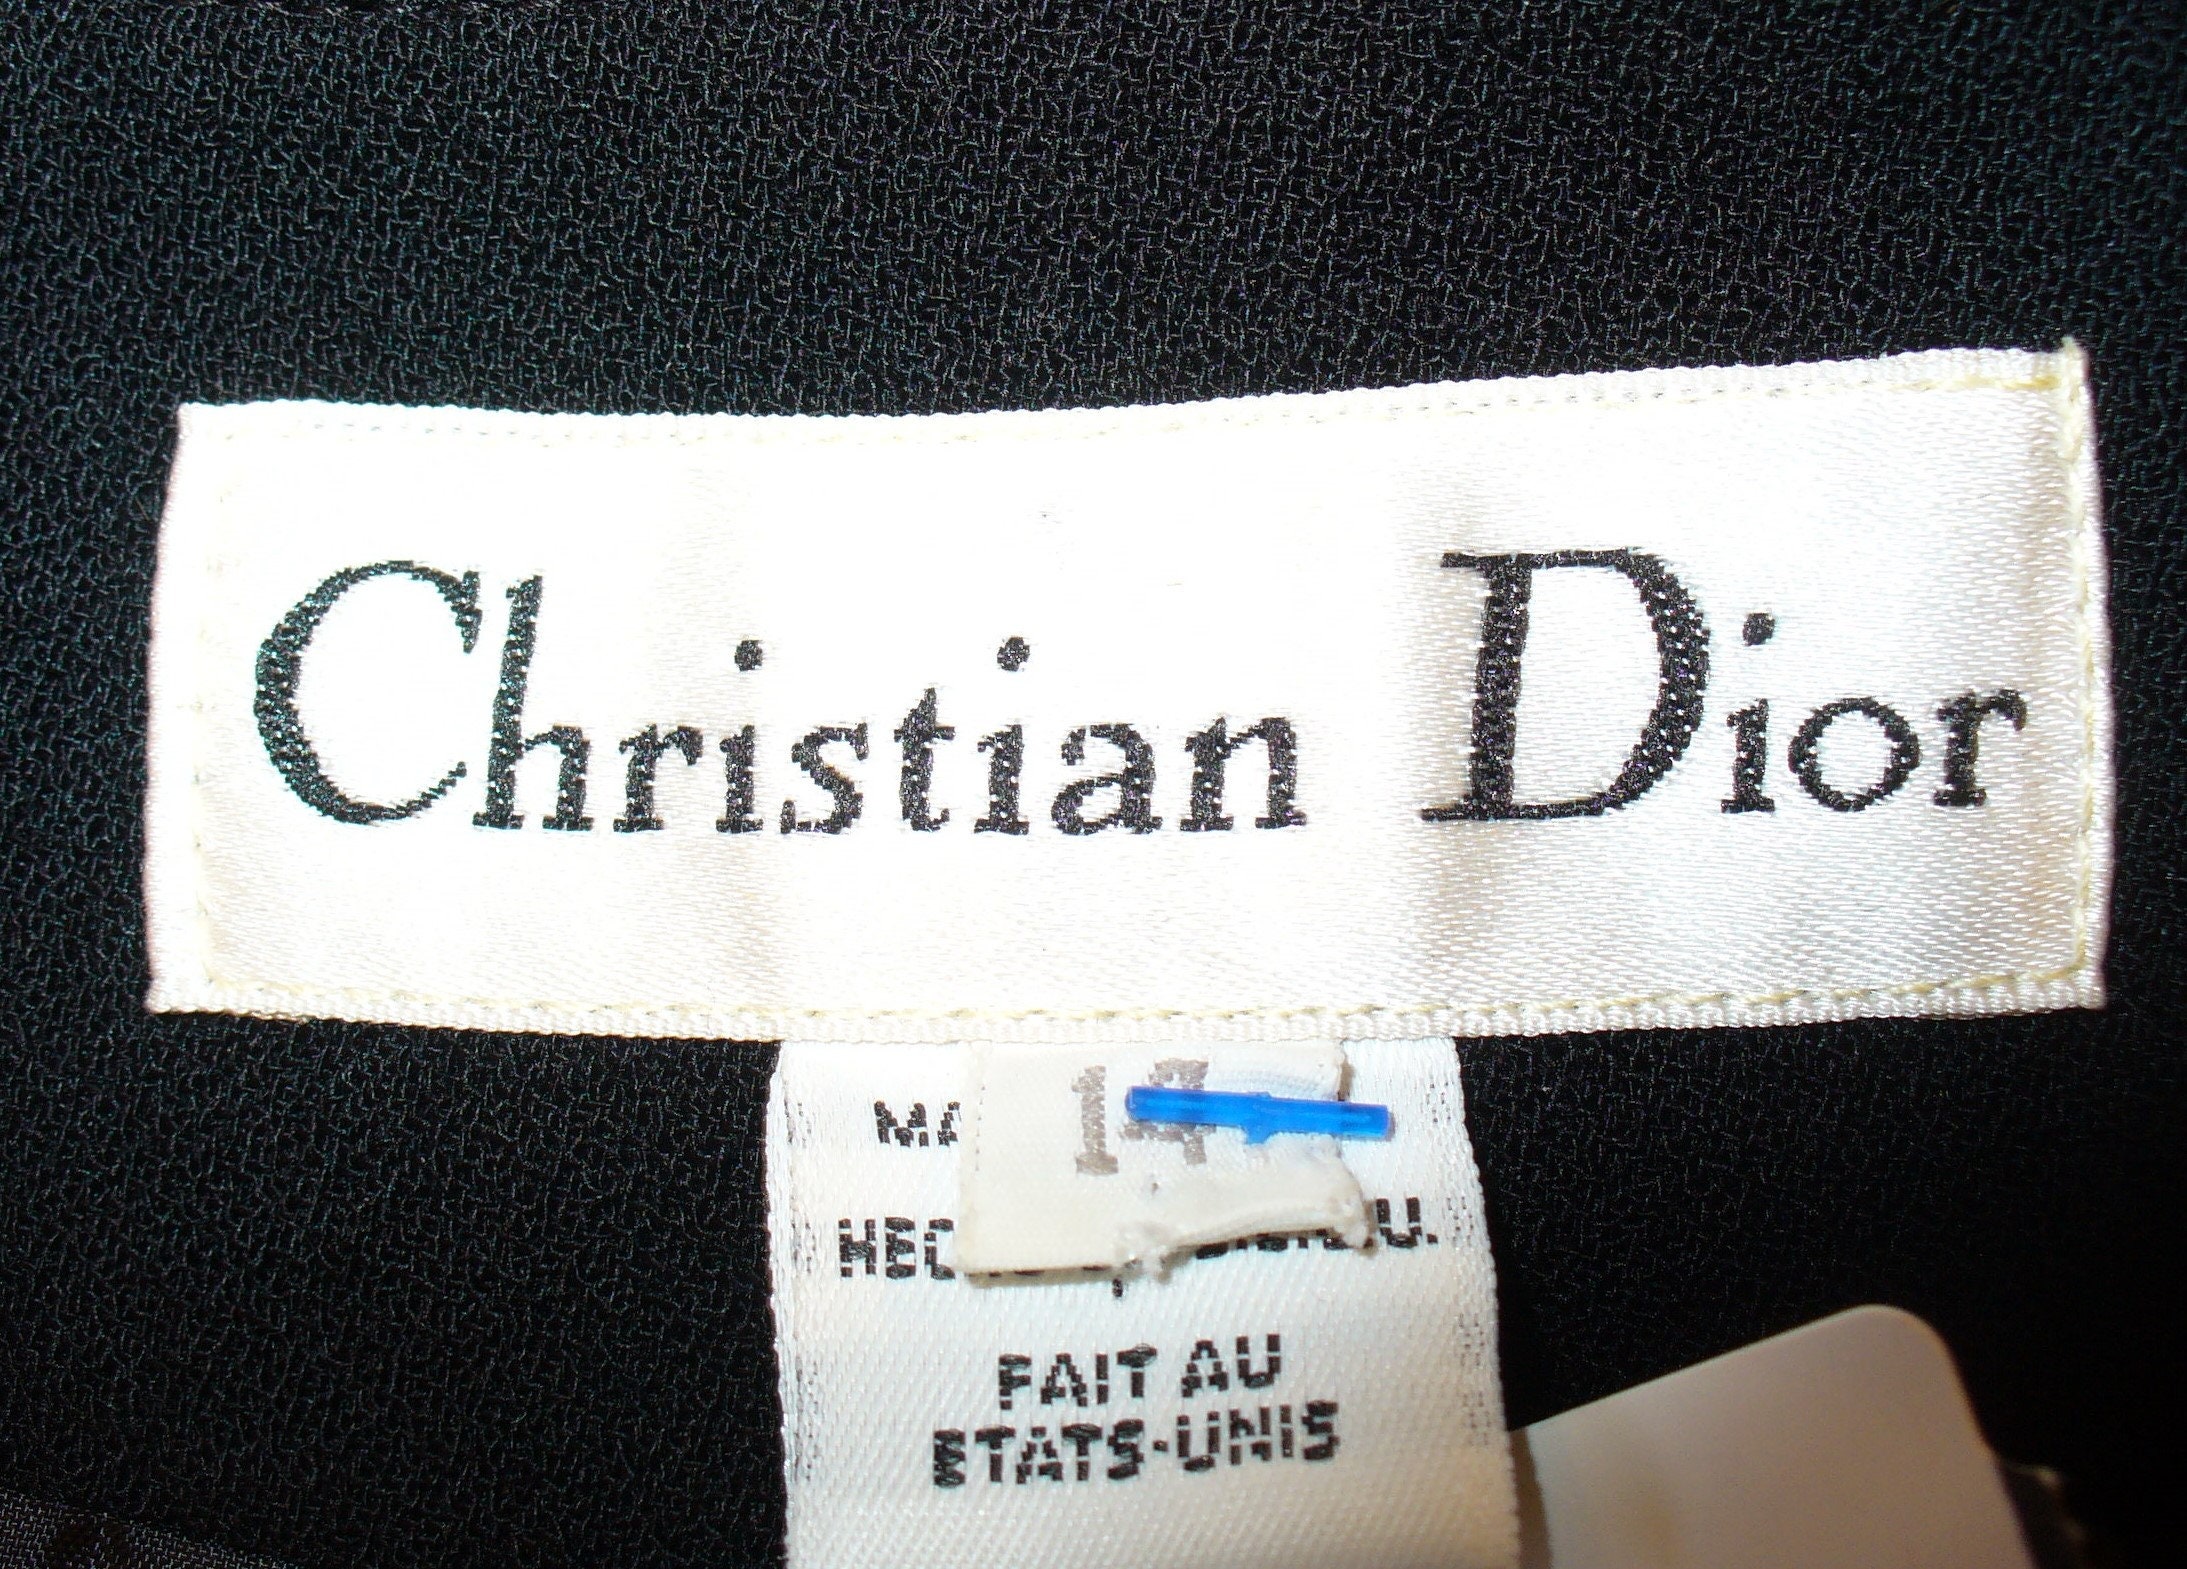 Christian Dior
14
FAIT AU
ETATS-UNIS